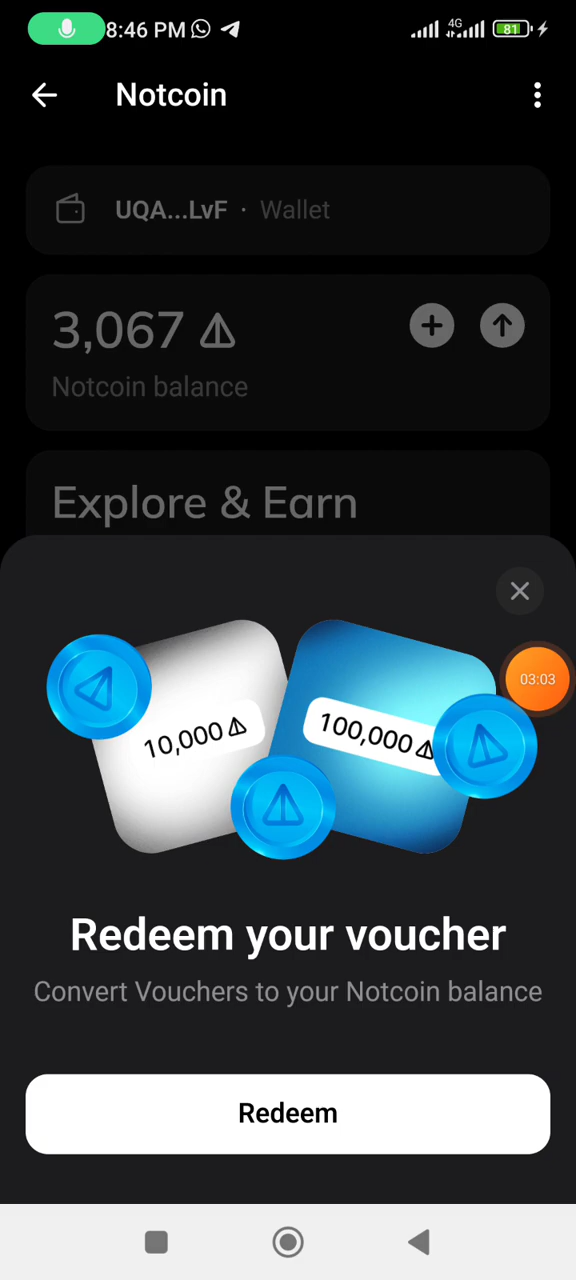 8:46 PM
4G
81
Notcoin
UQA...LvF · Wallet
3,067
Notcoin balance
Explore & Earn
10,000
100,000
03:03
Redeem your voucher
Convert Vouchers to your Notcoin balance
Redeem